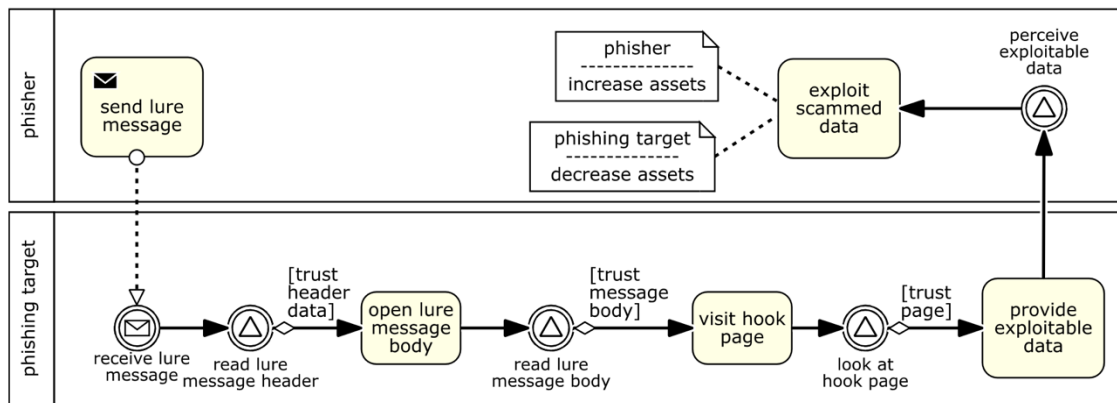 phisher
send lure
message
phisher
increase assets
phishing target
decrease assets
exploit
scammed
data
perceive
exploitable
data
phishing target
receive lure
message
read lure
message header
[trust
header
data]
open lure
message
body
read lure
message body
[trust
message
body]
visit hook
page
look at
hook page
[trust
page]
provide
exploitable
data